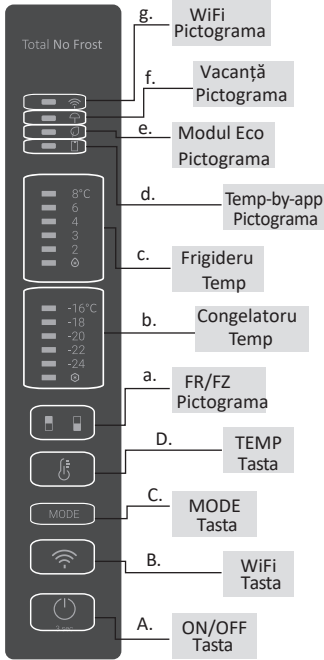 Total No Frost
8°C
6
4
3
2
-16°C
-18
-20
-22
-24
MODE
3 sec
g.
WiFi
Pictograma
f.
Vacanță
Pictograma
e.
Modul Eco
Pictograma
d.
Temp-by-app
Pictograma
c.
Frigideru
Temp
b.
Congelatoru
Temp
a.
FR/FZ
Pictograma
D.
TEMP
Tasta
C.
MODE
Tasta
B.
WiFi
Tasta
A.
ON/OFF
Tasta